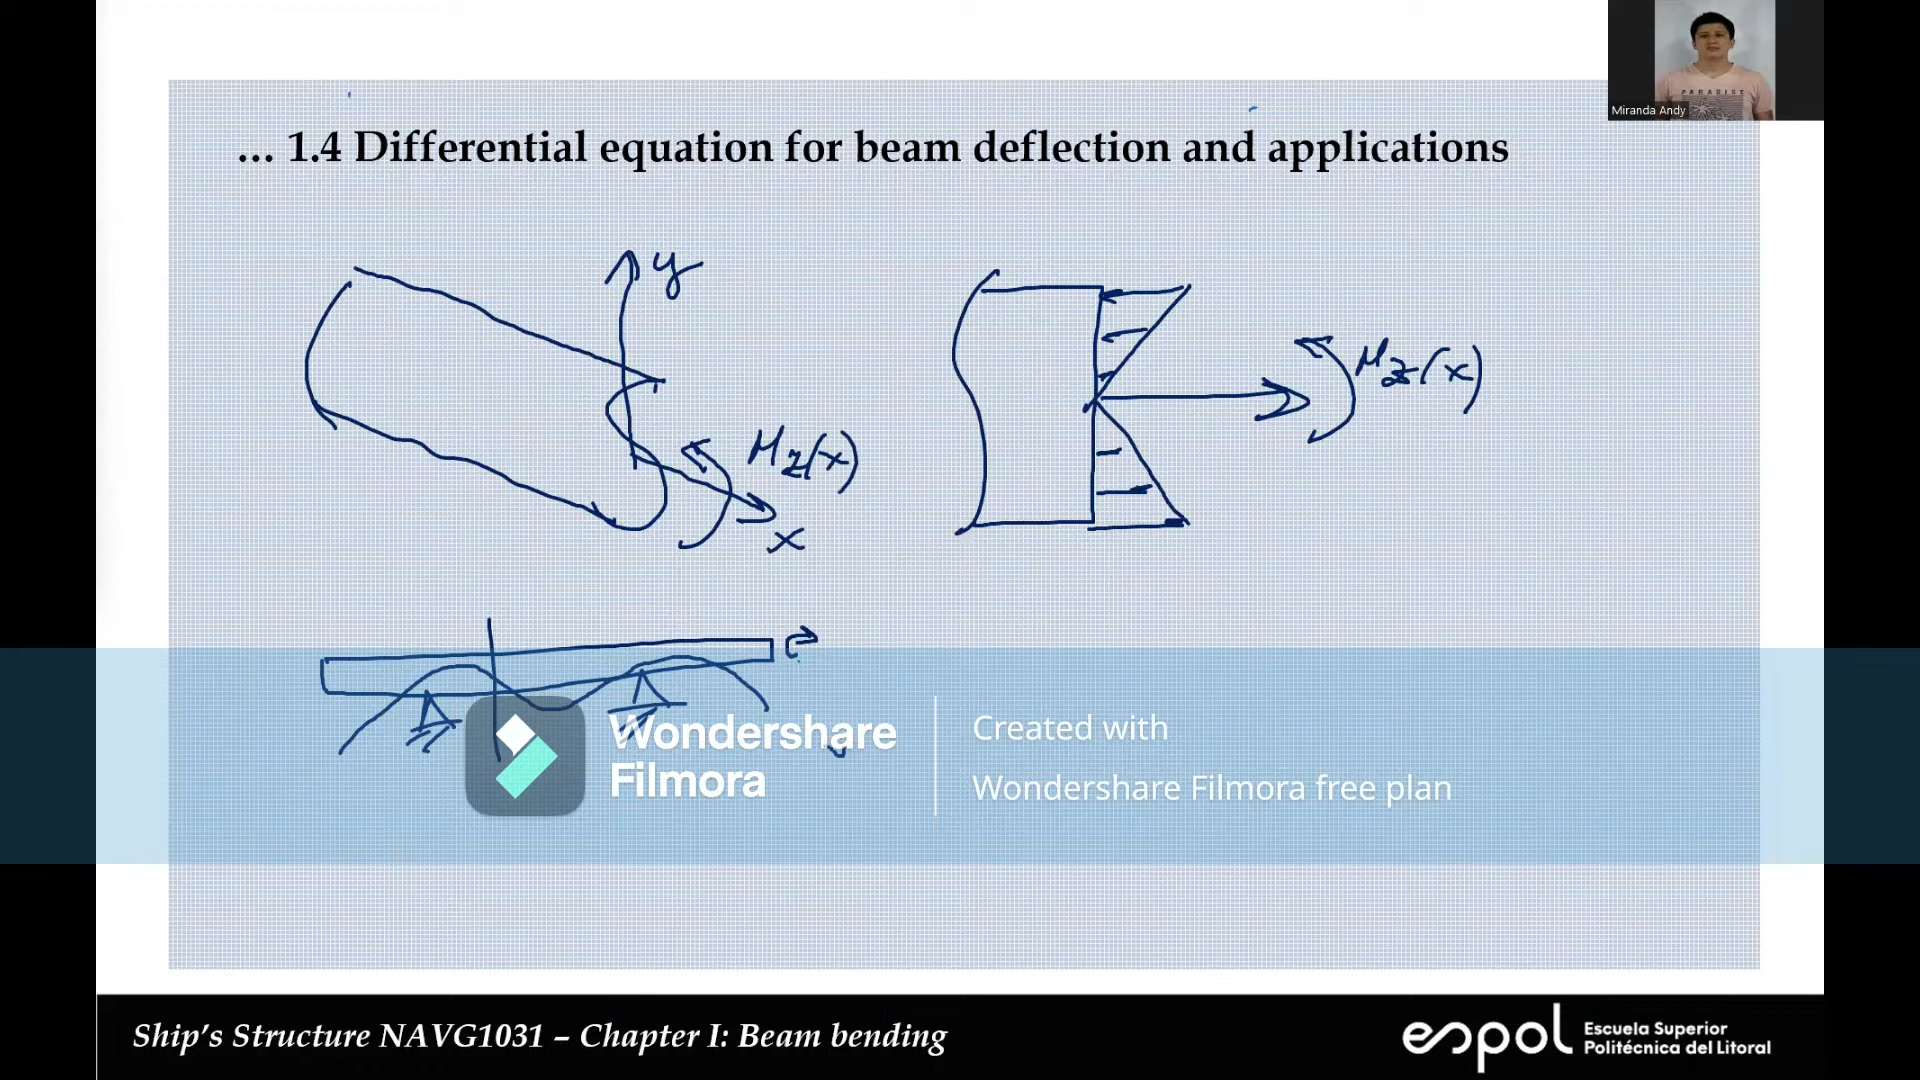 Miranda Andy
PARADISE
... 1.4 Differential equation for beam deflection and applications
y
Mz(x)
x
Mz(x)
Wondershare
Filmora
Created with
Wondershare Filmora free plan
Ship's Structure NAVG1031 – Chapter I: Beam bending
espol
Escuela Superior
Politécnica del Litoral